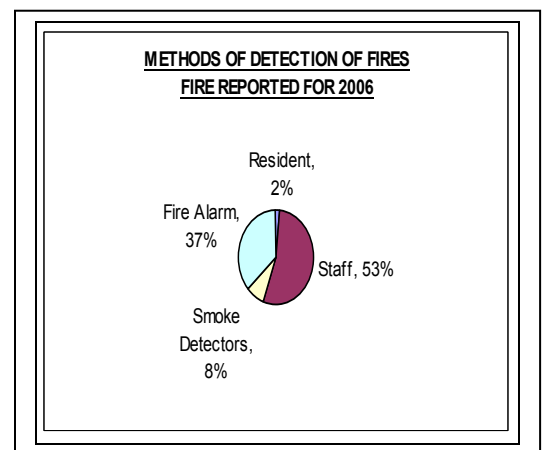 METHODS OF DETECTION OF FIRES
FIRE REPORTED FOR 2006
Resident,
2%
Fire Alarm,
37%
Staff, 53%
Smoke
Detectors,
8%